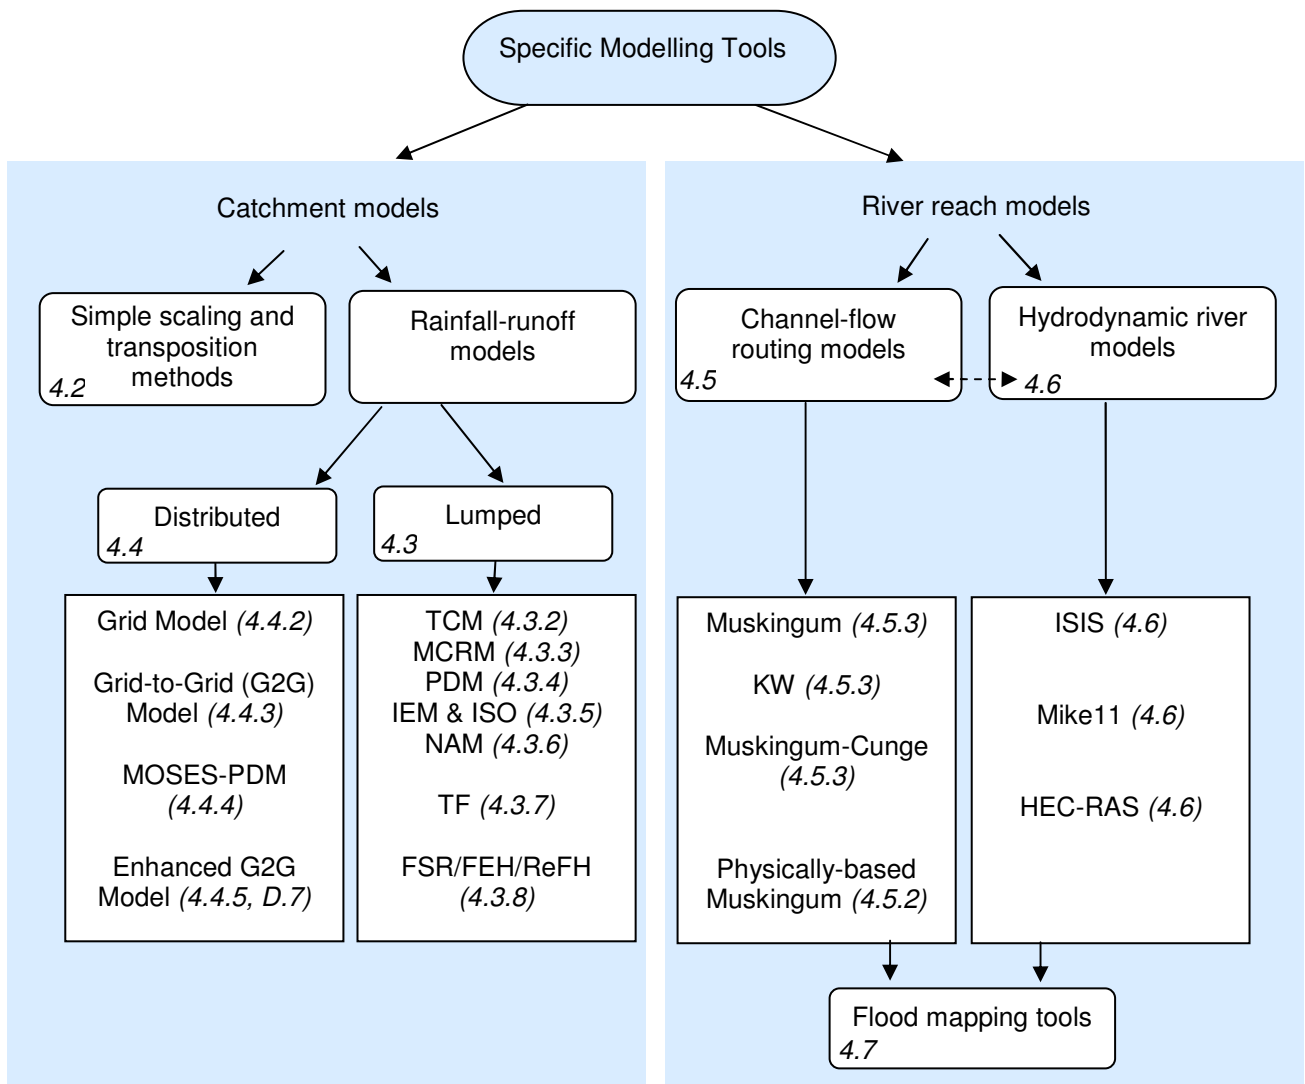 Specific Modelling Tools
Catchment models
Simple scaling and
transposition
methods
4.2
Rainfall-runoff
models
Distributed
4.4
Lumped
4.3
Grid Model (4.4.2)
Grid-to-Grid (G2G)
Model (4.4.3)
MOSES-PDM
(4.4.4)
Enhanced G2G
Model (4.4.5, D.7)
TCM (4.3.2)
MCRM (4.3.3)
PDM (4.3.4)
IEM & ISO (4.3.5)
NAM (4.3.6)
TF (4.3.7)
FSR/FEH/ReFH
(4.3.8)
River reach models
Channel-flow
routing models
4.5
Hydrodynamic river
models
4.6
Muskingum (4.5.3)
KW (4.5.3)
Muskingum-Cunge
(4.5.3)
Physically-based
Muskingum (4.5.2)
ISIS (4.6)
Mike11 (4.6)
HEC-RAS (4.6)
Flood mapping tools
4.7